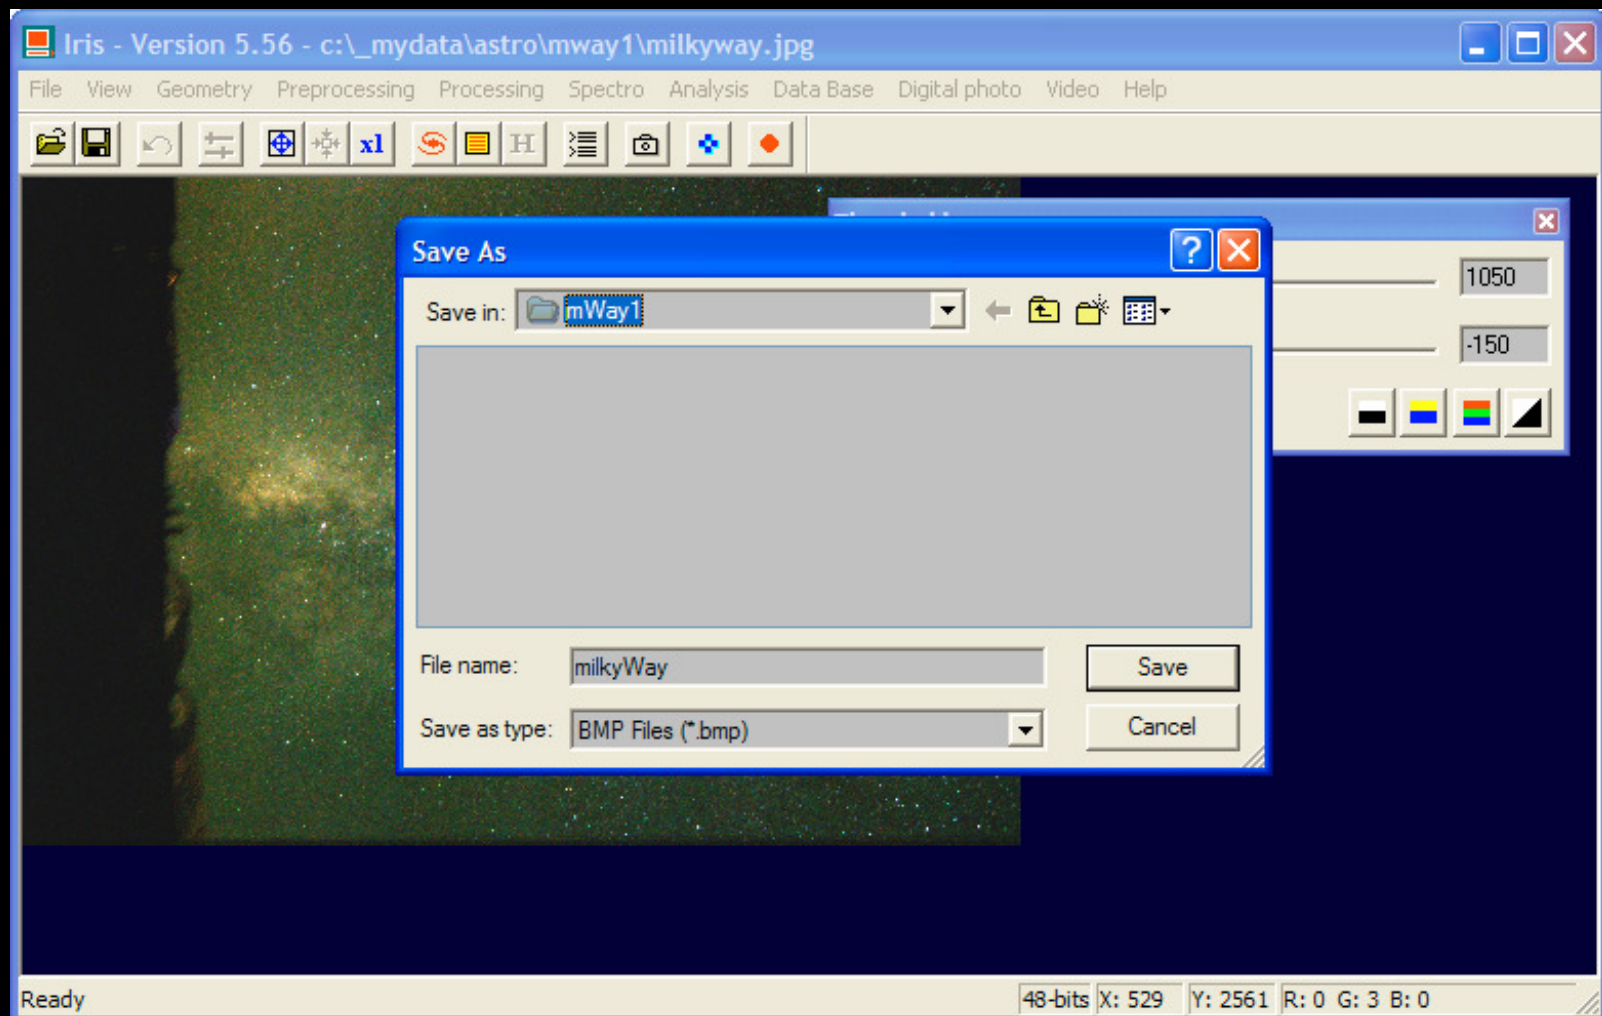 Iris - Version 5.56 - c:\_mydata\astro\mway1\milkyway.jpg
File View Geometry Preprocessing Processing Spectro Analysis Data Base Digital photo Video Help
x1 H
Save As
Save in: mWay1
1050
-150
File name: milkyWay Save
Save as type: BMP Files (*.bmp) Cancel
Ready 48-bits X: 529 Y: 2561 R: 0 G: 3 B: 0